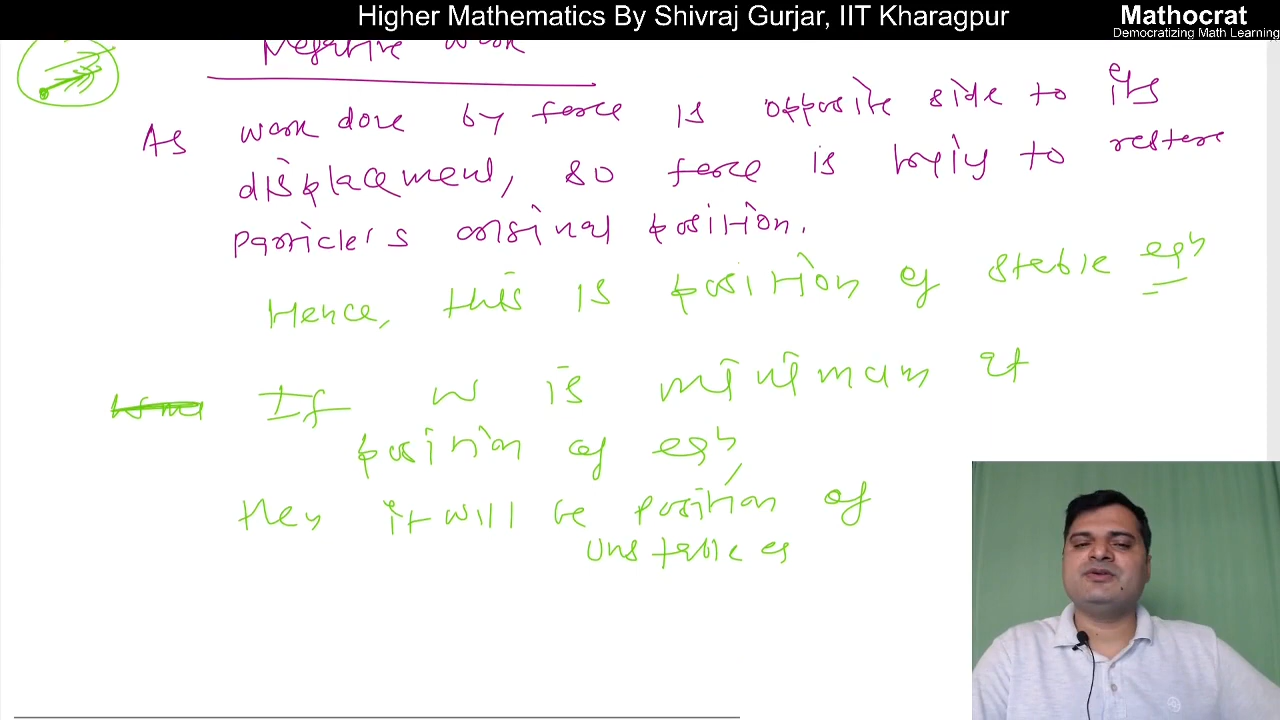 Higher Mathematics By Shivraj Gurjar, IIT Kharagpur
Mathocrat
Democratizing Math Learning
Negative work
As work done by force is opposite side to its
displacement, so force is trying to restore
particle's original position.
Hence, this is position of stable eqb
If W is minimum at
position of eqb,
then it will be position of
unstable eq